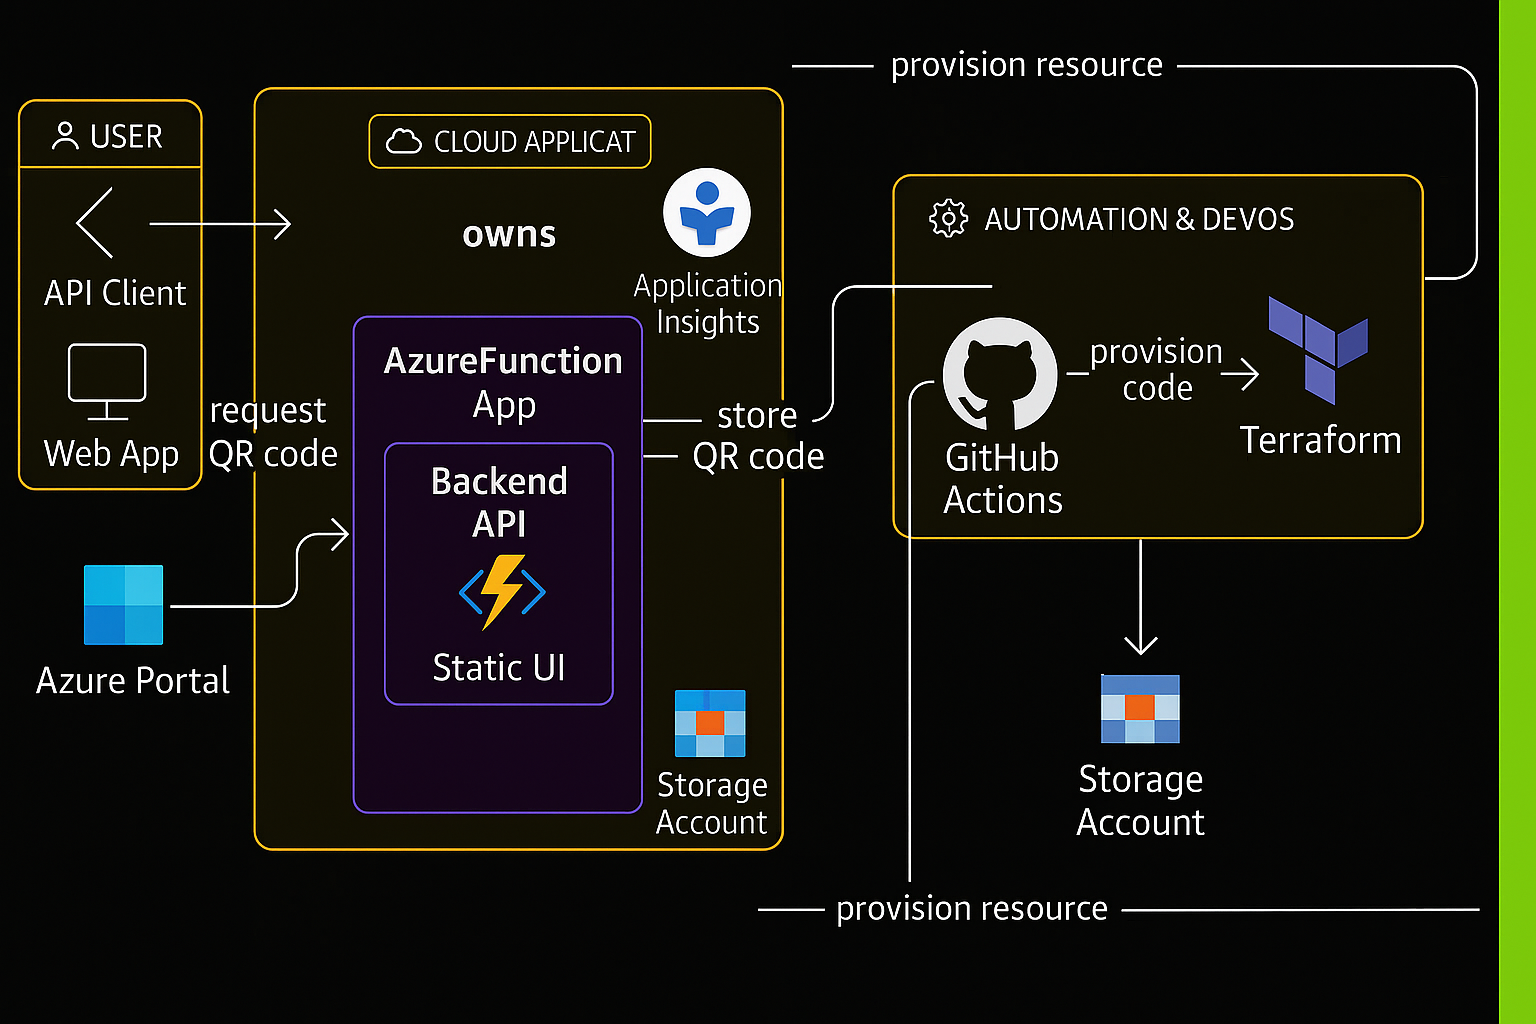 provision resource
USER
CLOUD APPLICAT
AUTOMATION & DEVOS
owns
API Client
Application
Insights
AzureFunction
App
provision
code
request
QR code
store
QR code
Web App
GitHub
Actions
Terraform
Backend
API
Static UI
Azure Portal
Storage
Account
Storage
Account
provision resource